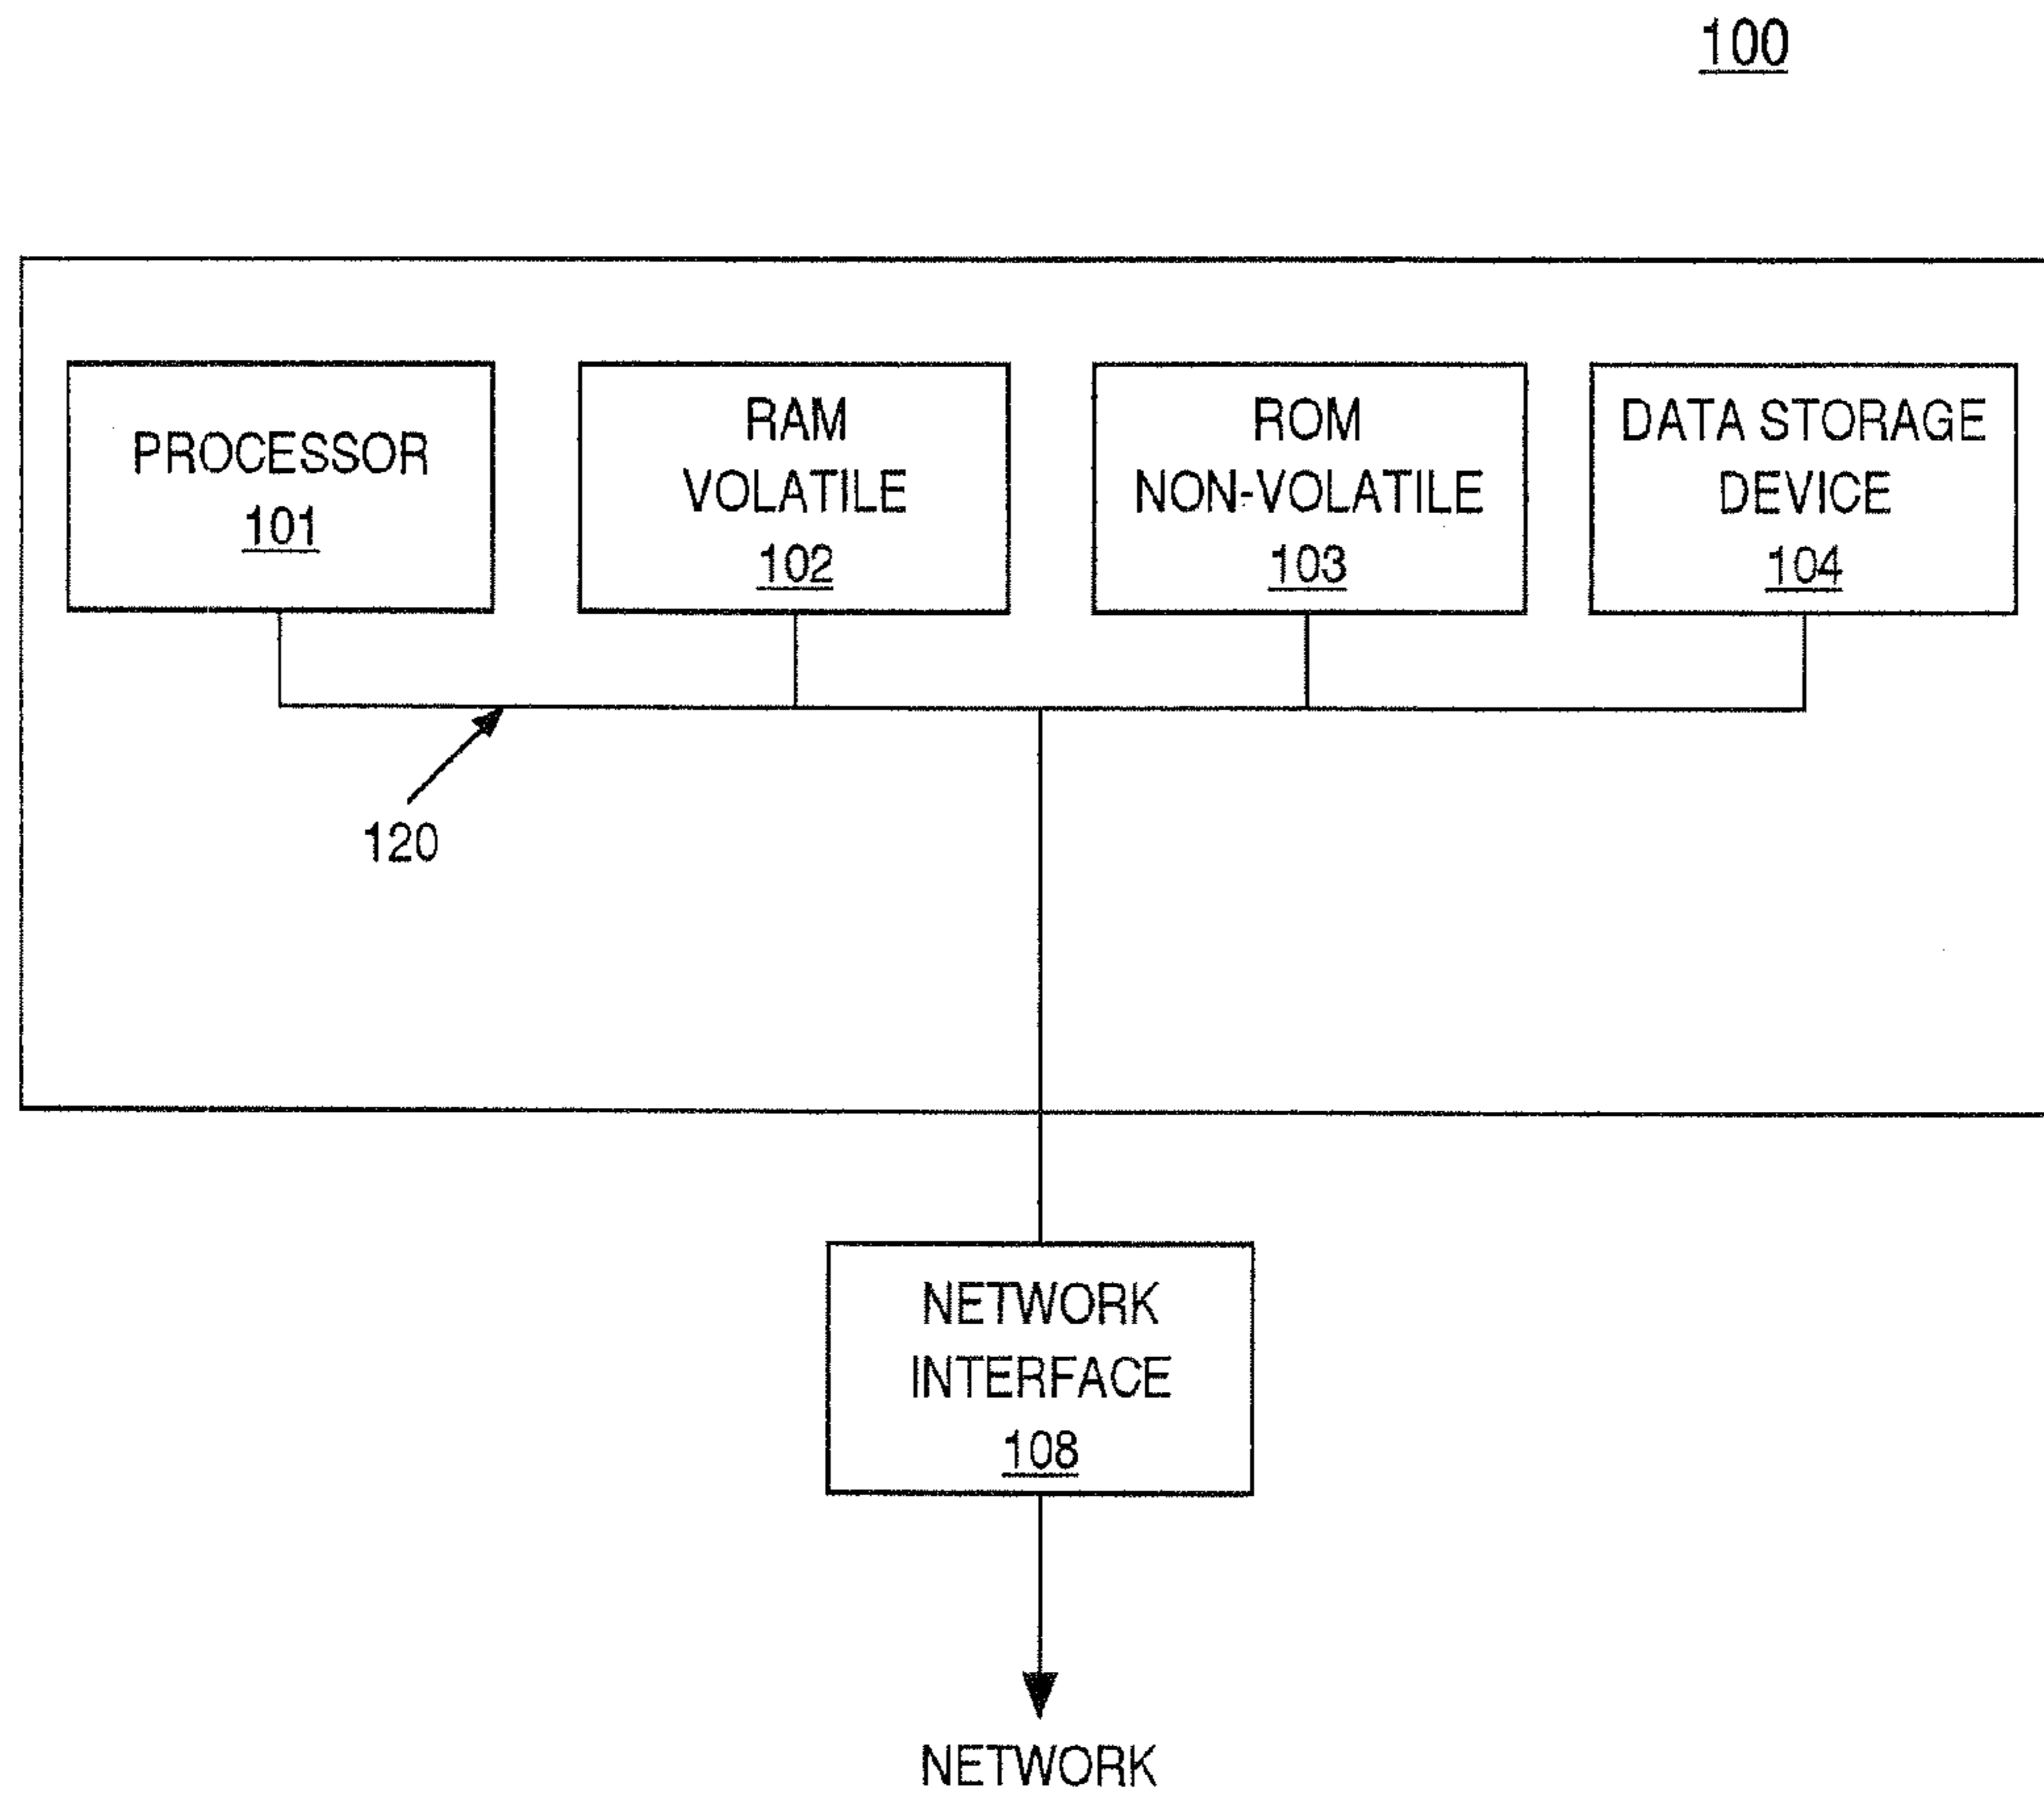 100
PROCESSOR
101
RAM
VOLATILE
102
ROM
NON-VOLATILE
103
DATA STORAGE
DEVICE
104
120
NETWORK
INTERFACE
108
NETWORK